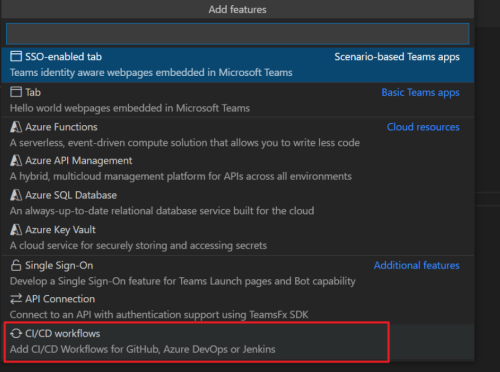 Add features
SSO-enabled tab Scenario-based Teams apps
Teams identity aware webpages embedded in Microsoft Teams
Tab Basic Teams apps
Hello world webpages embedded in Microsoft Teams
Azure Functions Cloud resources
A serverless, event-driven compute solution that allows you to write less code
Azure API Management
A hybrid, multicloud management platform for APIs across all environments
Azure SQL Database
An always-up-to-date relational database service built for the cloud
Azure Key Vault
A cloud service for securely storing and accessing secrets
Single Sign-On Additional features
Develop a Single Sign-On feature for Teams Launch pages and Bot capability
API Connection
Connect to an API with authentication support using TeamsFx SDK
CI/CD workflows
Add CI/CD Workflows for GitHub, Azure DevOps or Jenkins